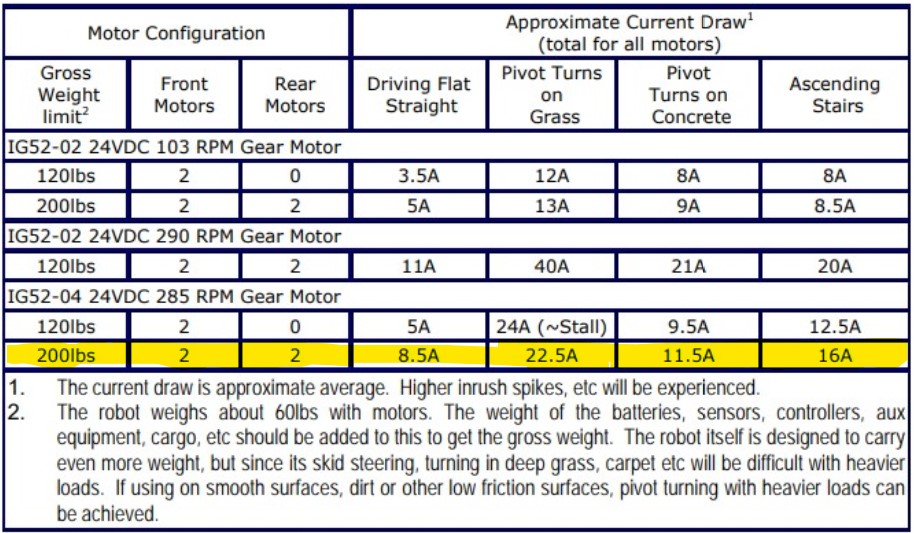 Motor Configuration
Approximate Current Draw¹
(total for all motors)
Gross Weight limit² Front Motors Rear Motors Driving Flat Straight Pivot Turns on Grass Pivot Turns on Concrete Ascending Stairs
IG52-02 24VDC 103 RPM Gear Motor
120lbs 2 0 3.5A 12A 8A 8A
200lbs 2 2 5A 13A 9A 8.5A
IG52-02 24VDC 290 RPM Gear Motor
120lbs 2 2 11A 40A 21A 20A
IG52-04 24VDC 285 RPM Gear Motor
120lbs 2 0 5A 24A (~Stall) 9.5A 12.5A
200lbs 2 2 8.5A 22.5A 11.5A 16A
1. The current draw is approximate average. Higher inrush spikes, etc will be experienced.
2. The robot weighs about 60lbs with motors. The weight of the batteries, sensors, controllers, aux
equipment, cargo, etc should be added to this to get the gross weight. The robot itself is designed to carry
even more weight, but since its skid steering, turning in deep grass, carpet etc will be difficult with heavier
loads. If using on smooth surfaces, dirt or other low friction surfaces, pivot turning with heavier loads can
be achieved.